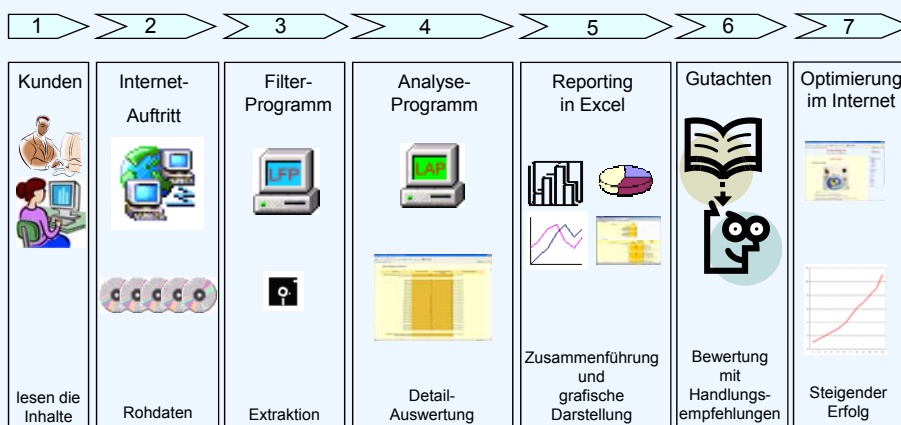 1
2
3
4
5
6
7
Kunden
lesen die
Inhalte
Internet-
Auftritt
Rohdaten
Filter-
Programm
LFP
Extraktion
Analyse-
Programm
LAP
Detail-
Auswertung
Reporting
in Excel
Zusammenführung
und
grafische
Darstellung
Gutachten
Bewertung
mit
Handlungs-
empfehlungen
Optimierung
im Internet
Steigender
Erfolg